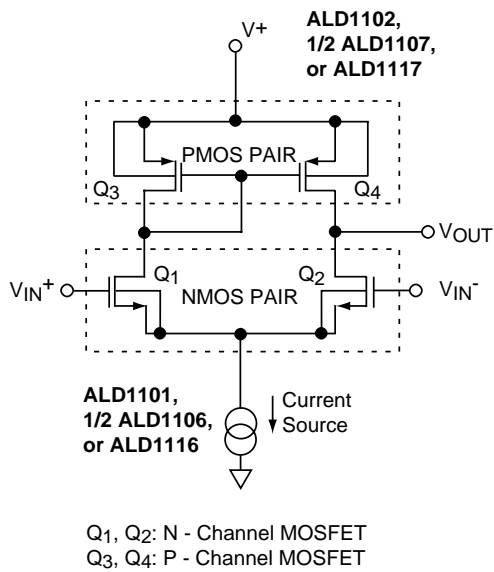 V+
ALD1102,
1/2 ALD1107,
or ALD1117
PMOS PAIR
Q3
Q4
VOUT
Q1
Q2
VIN+
NMOS PAIR
VIN-
ALD1101,
1/2 ALD1106,
or ALD1116
Current
Source
Q1, Q2: N - Channel MOSFET
Q3, Q4: P - Channel MOSFET